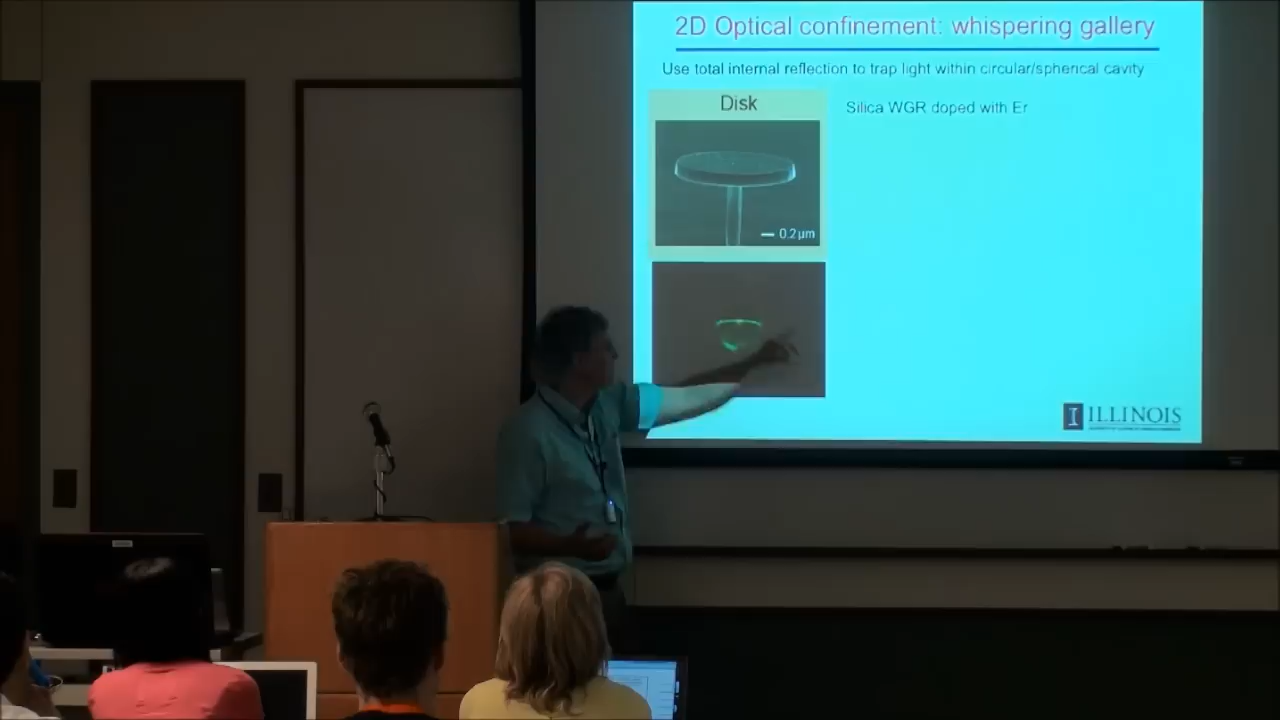 2D Optical confinement: whispering gallery
Use total internal reflection to trap light within circular/spherical cavity
Disk
Silica WGR doped with Er
0.2µm
I ILLINOIS